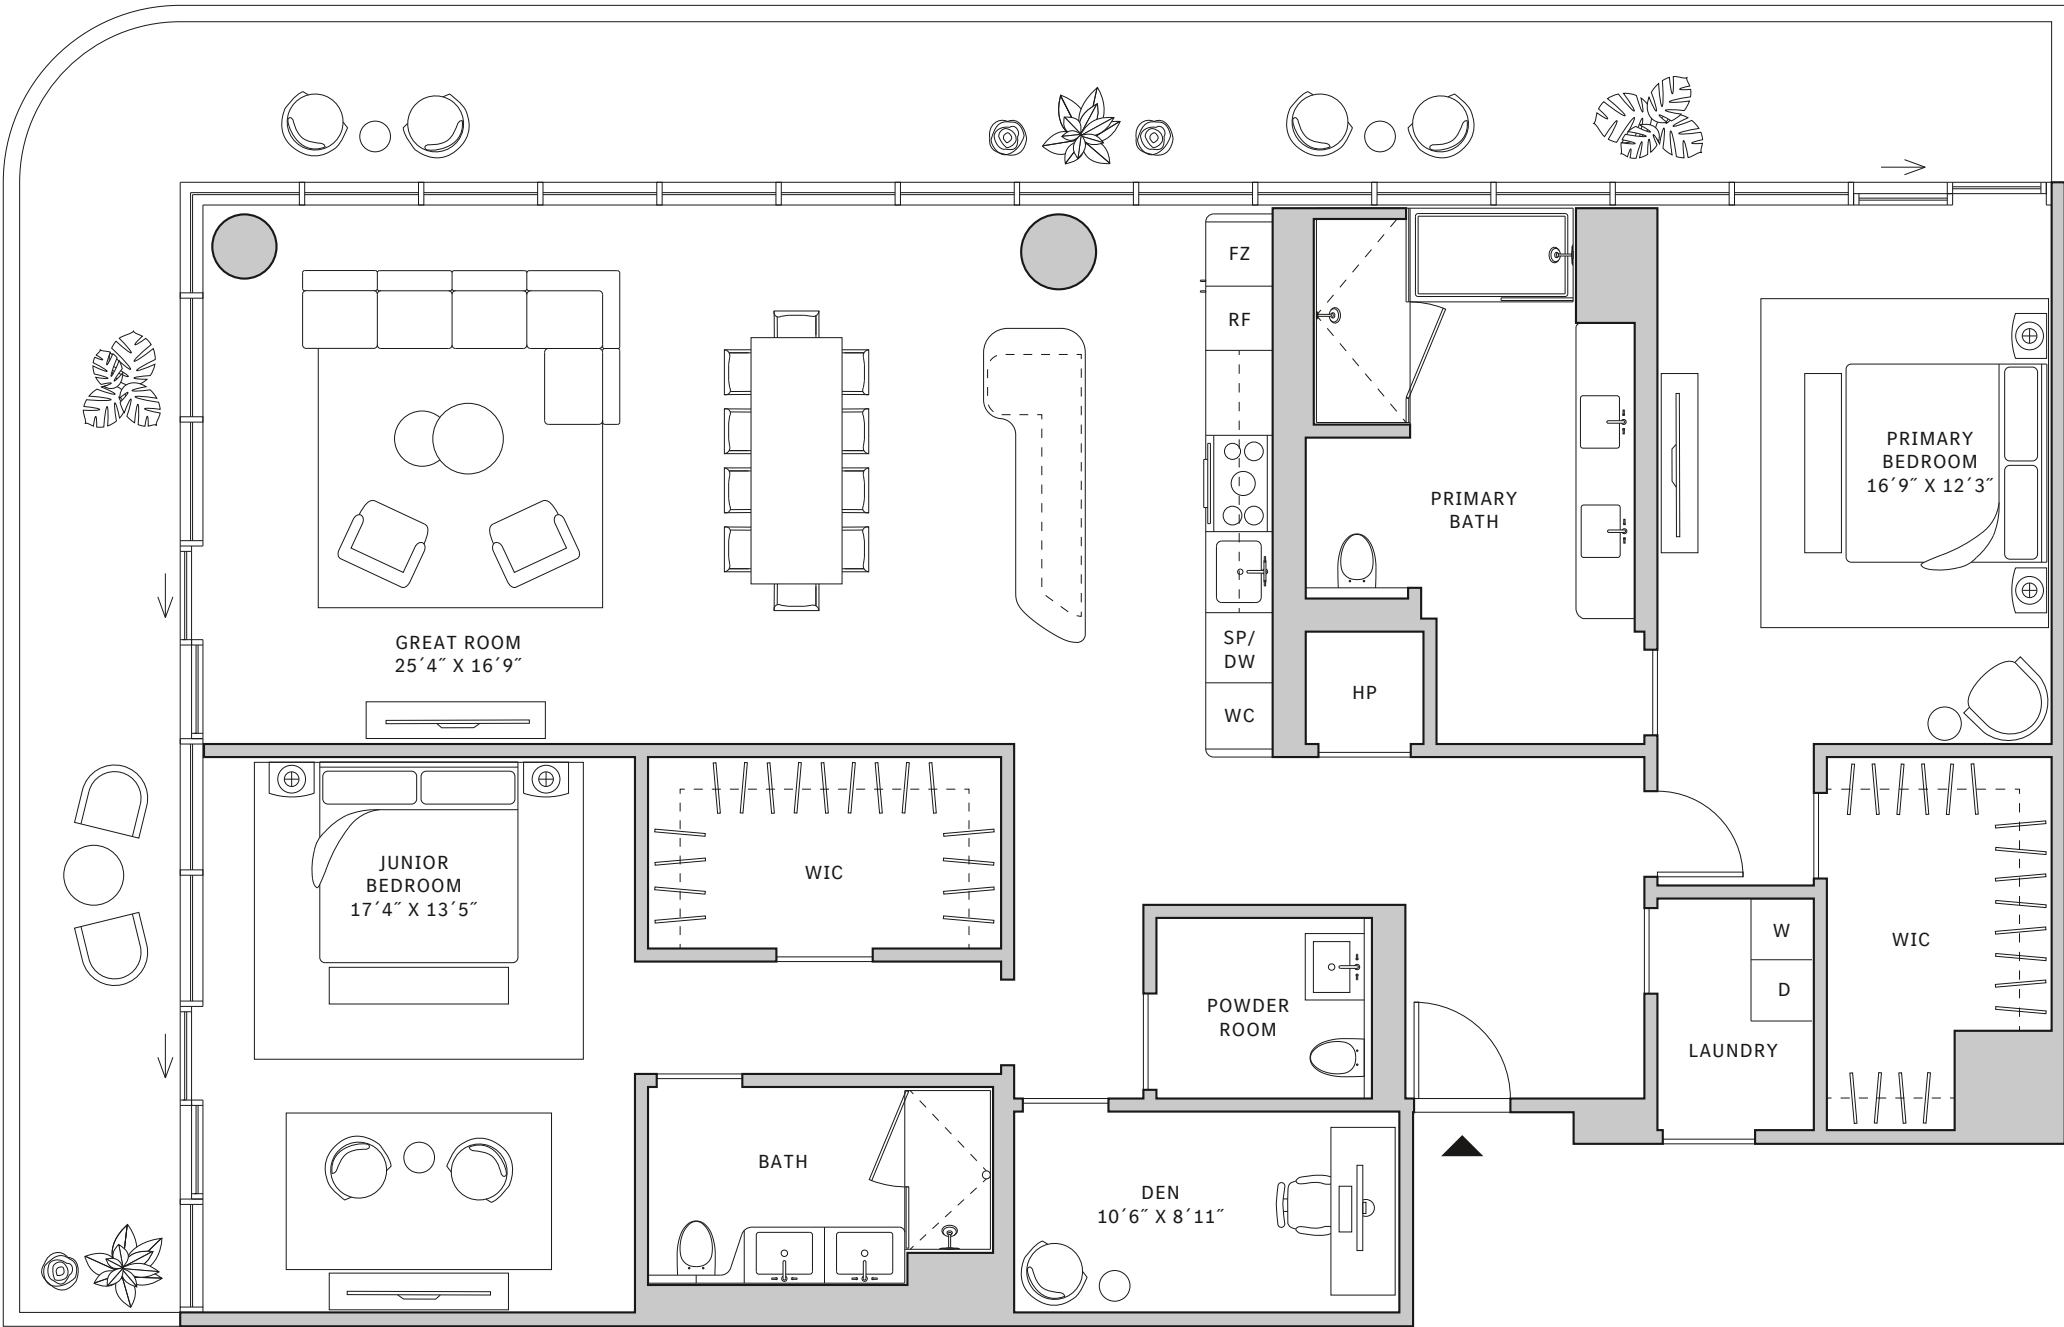 FZ
RF
PRIMARY
BEDROOM
16´9˝ X 12´3˝
PRIMARY
BATH
GREAT ROOM
25´4˝ X 16´9˝
SP/
DW
HP
WC
JUNIOR
BEDROOM
17´4˝ X 13´5˝
WIC
W
WIC
D
POWDER
ROOM
LAUNDRY
BATH
DEN
10´6˝ X 8´11˝